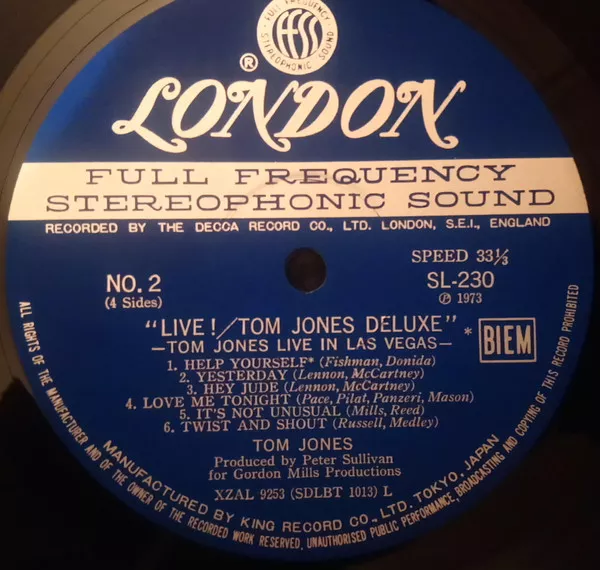 FULL FREQUENCY
ffss
STEREOPHONIC SOUND
® LONDON
FULL FREQUENCY
STEREOPHONIC SOUND
RECORDED BY THE DECCA RECORD CO., LTD. LONDON, S.E.I., ENGLAND
SPEED 33⅓
NO. 2
SL-230
(4 Sides)
Ⓟ 1973
"LIVE!/TOM JONES DELUXE"
—TOM JONES LIVE IN LAS VEGAS—
* BIEM
1. HELP YOURSELF* (Fishman, Donida)
2. YESTERDAY (Lennon, McCartney)
3. HEY JUDE (Lennon, McCartney)
4. LOVE ME TONIGHT (Pace, Pilat, Panzeri, Mason)
5. IT'S NOT UNUSUAL (Mills, Reed)
6. TWIST AND SHOUT (Russell, Medley)
TOM JONES
Produced by Peter Sullivan
for Gordon Mills Productions
XZAL 9253 (SDLBT 1013) L
MANUFACTURED BY KING RECORD CO., LTD. TOKYO, JAPAN
ALL RIGHTS OF THE MANUFACTURER AND OF THE OWNER OF THE RECORDED WORK RESERVED. UNAUTHORISED PUBLIC PERFORMANCE, BROADCASTING AND COPYING OF THIS RECORD PROHIBITED